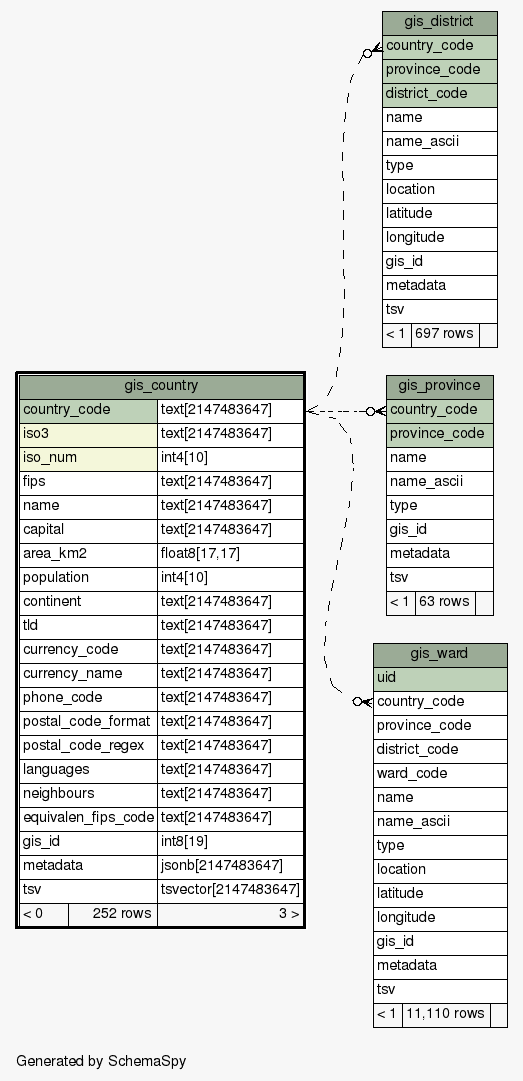 gis_district
country_code
province_code
district_code
name
name_ascii
type
location
latitude
longitude
gis_id
metadata
tsv
< 1 697 rows
gis_country
country_code text[2147483647]
iso3 text[2147483647]
iso_num int4[10]
fips text[2147483647]
name text[2147483647]
capital text[2147483647]
area_km2 float8[17,17]
population int4[10]
continent text[2147483647]
tld text[2147483647]
currency_code text[2147483647]
currency_name text[2147483647]
phone_code text[2147483647]
postal_code_format text[2147483647]
postal_code_regex text[2147483647]
languages text[2147483647]
neighbours text[2147483647]
equivalen_fips_code text[2147483647]
gis_id int8[19]
metadata jsonb[2147483647]
tsv tsvector[2147483647]
< 0 252 rows 3 >
gis_province
country_code
province_code
name
name_ascii
type
gis_id
metadata
tsv
< 1 63 rows
gis_ward
uid
country_code
province_code
district_code
ward_code
name
name_ascii
type
location
latitude
longitude
gis_id
metadata
tsv
< 1 11,110 rows
Generated by SchemaSpy